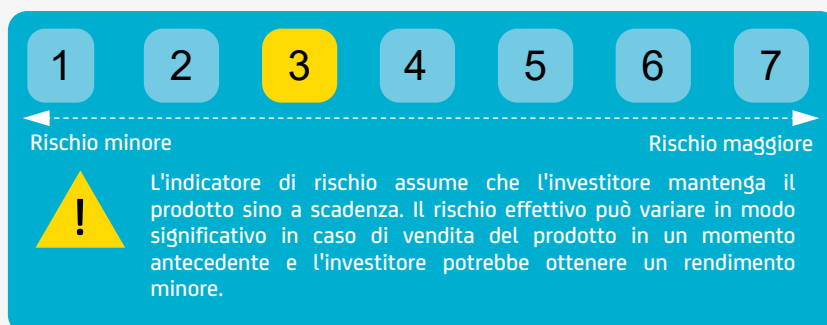 1 2 3 4 5 6 7
Rischio minore Rischio maggiore
!
L'indicatore di rischio assume che l'investitore mantenga il
prodotto sino a scadenza. Il rischio effettivo può variare in modo
significativo in caso di vendita del prodotto in un momento
antecedente e l'investitore potrebbe ottenere un rendimento
minore.